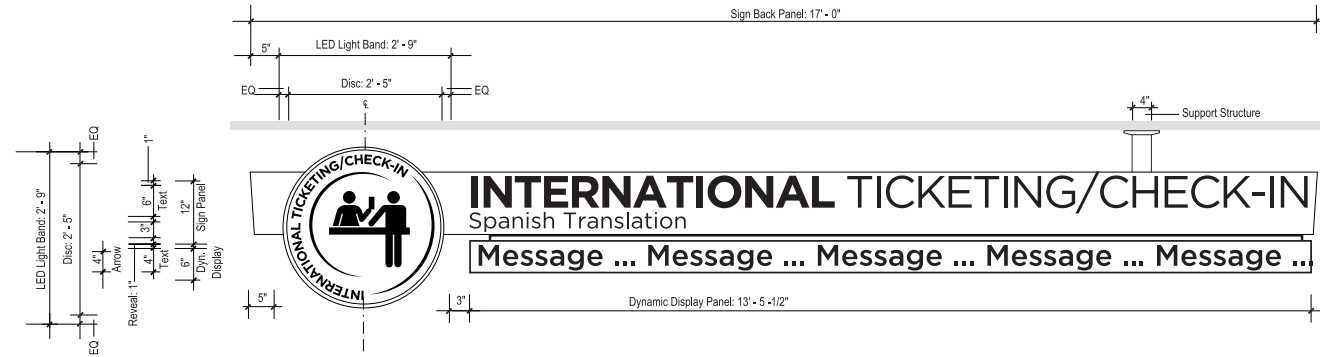 Sign Back Panel: 17' - 0"
5"
LED Light Band: 2' - 9"
EQ
Disc: 2' - 5"
EQ
℄
4"
Support Structure
INTERNATIONAL TICKETING/CHECK-IN
INTERNATIONAL TICKETING/CHECK-IN
Spanish Translation
Message ... Message ... Message ... Message ... Message ...
5"
3"
Dynamic Display Panel: 13' - 5 -1/2"
LED Light Band: 2' - 9"
Disc: 2" - 5"
EQ
EQ
4"
Arrow
Reveal: 1"
1"
6"
Text
3"
4"
Text
12"
Sign Panel
6"
Dyn.
Display
INTERNATIONAL